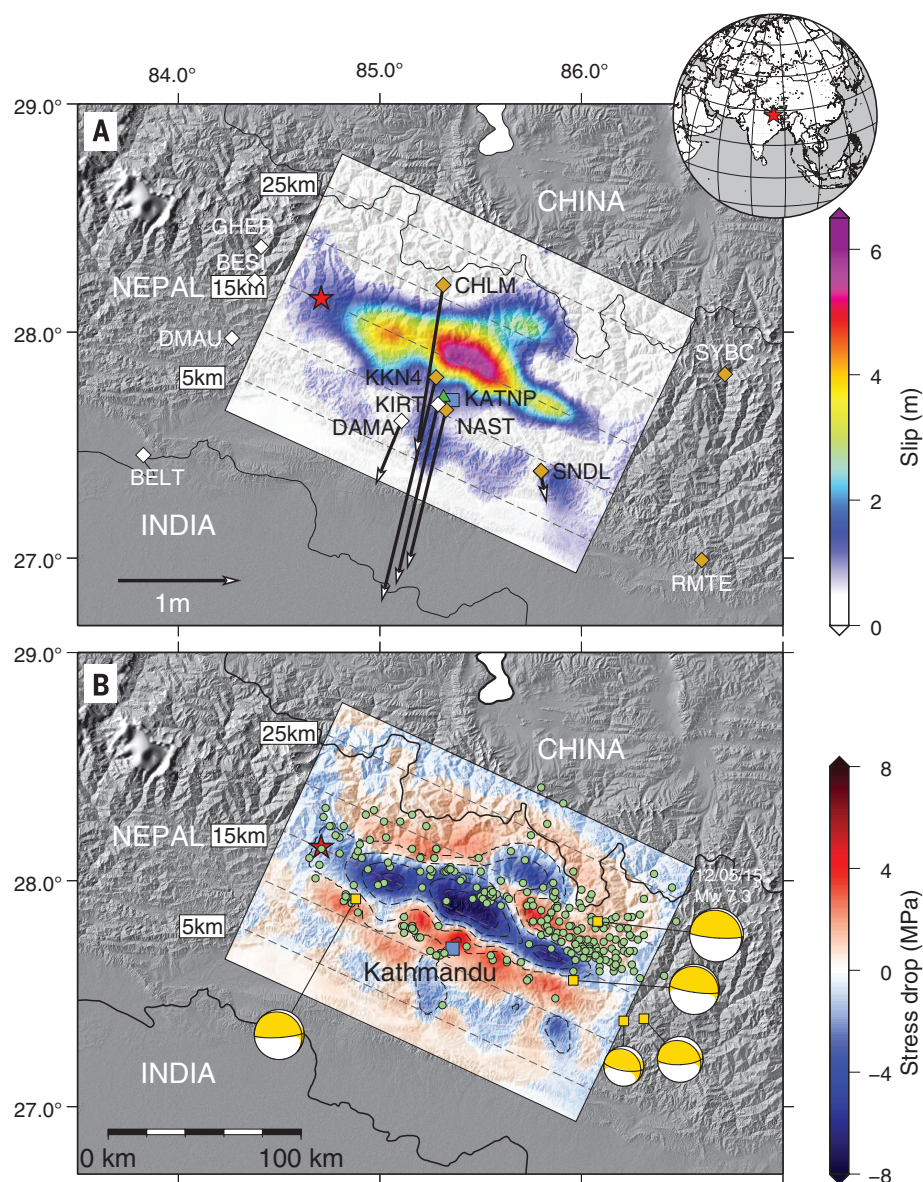 84.0°
85.0°
86.0°
29.0°
A
25km
CHINA
GHER
BESI
NEPAL
15km
CHLM
28.0°
DMAU
SYBC
5km
KKN4
KIRT
KATNP
DAMA
NAST
BELT
SNDL
INDIA
27.0°
RMTE
1m
6
4
2
0
Slip (m)
29.0°
B
25km
CHINA
NEPAL
15km
28.0°
12/05/15
Mw 7.3
5km
Kathmandu
INDIA
27.0°
0 km
100 km
8
4
0
−4
−8
Stress drop (MPa)